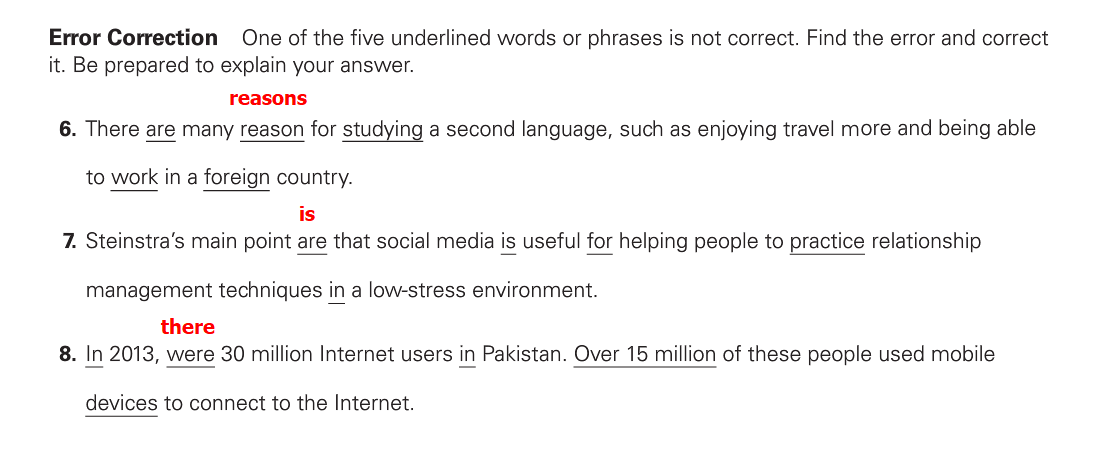 Error Correction One of the five underlined words or phrases is not correct. Find the error and correct
it. Be prepared to explain your answer.
reasons
6. There are many reason for studying a second language, such as enjoying travel more and being able
to work in a foreign country.
is
7. Steinstra’s main point are that social media is useful for helping people to practice relationship
management techniques in a low-stress environment.
there
8. In 2013, were 30 million Internet users in Pakistan. Over 15 million of these people used mobile
devices to connect to the Internet.